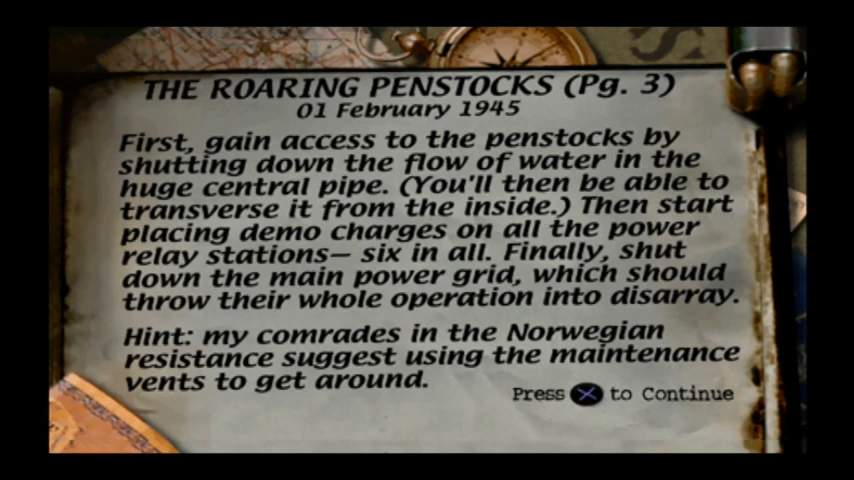 THE ROARING PENSTOCKS (Pg. 3)
01 February 1945
First, gain access to the penstocks by
shutting down the flow of water in the
huge central pipe. (You'll then be able to
transverse it from the inside.) Then start
placing demo charges on all the power
relay stations— six in all. Finally, shut
down the main power grid, which should
throw their whole operation into disarray.
Hint: my comrades in the Norwegian
resistance suggest using the maintenance
vents to get around.
Press X to Continue